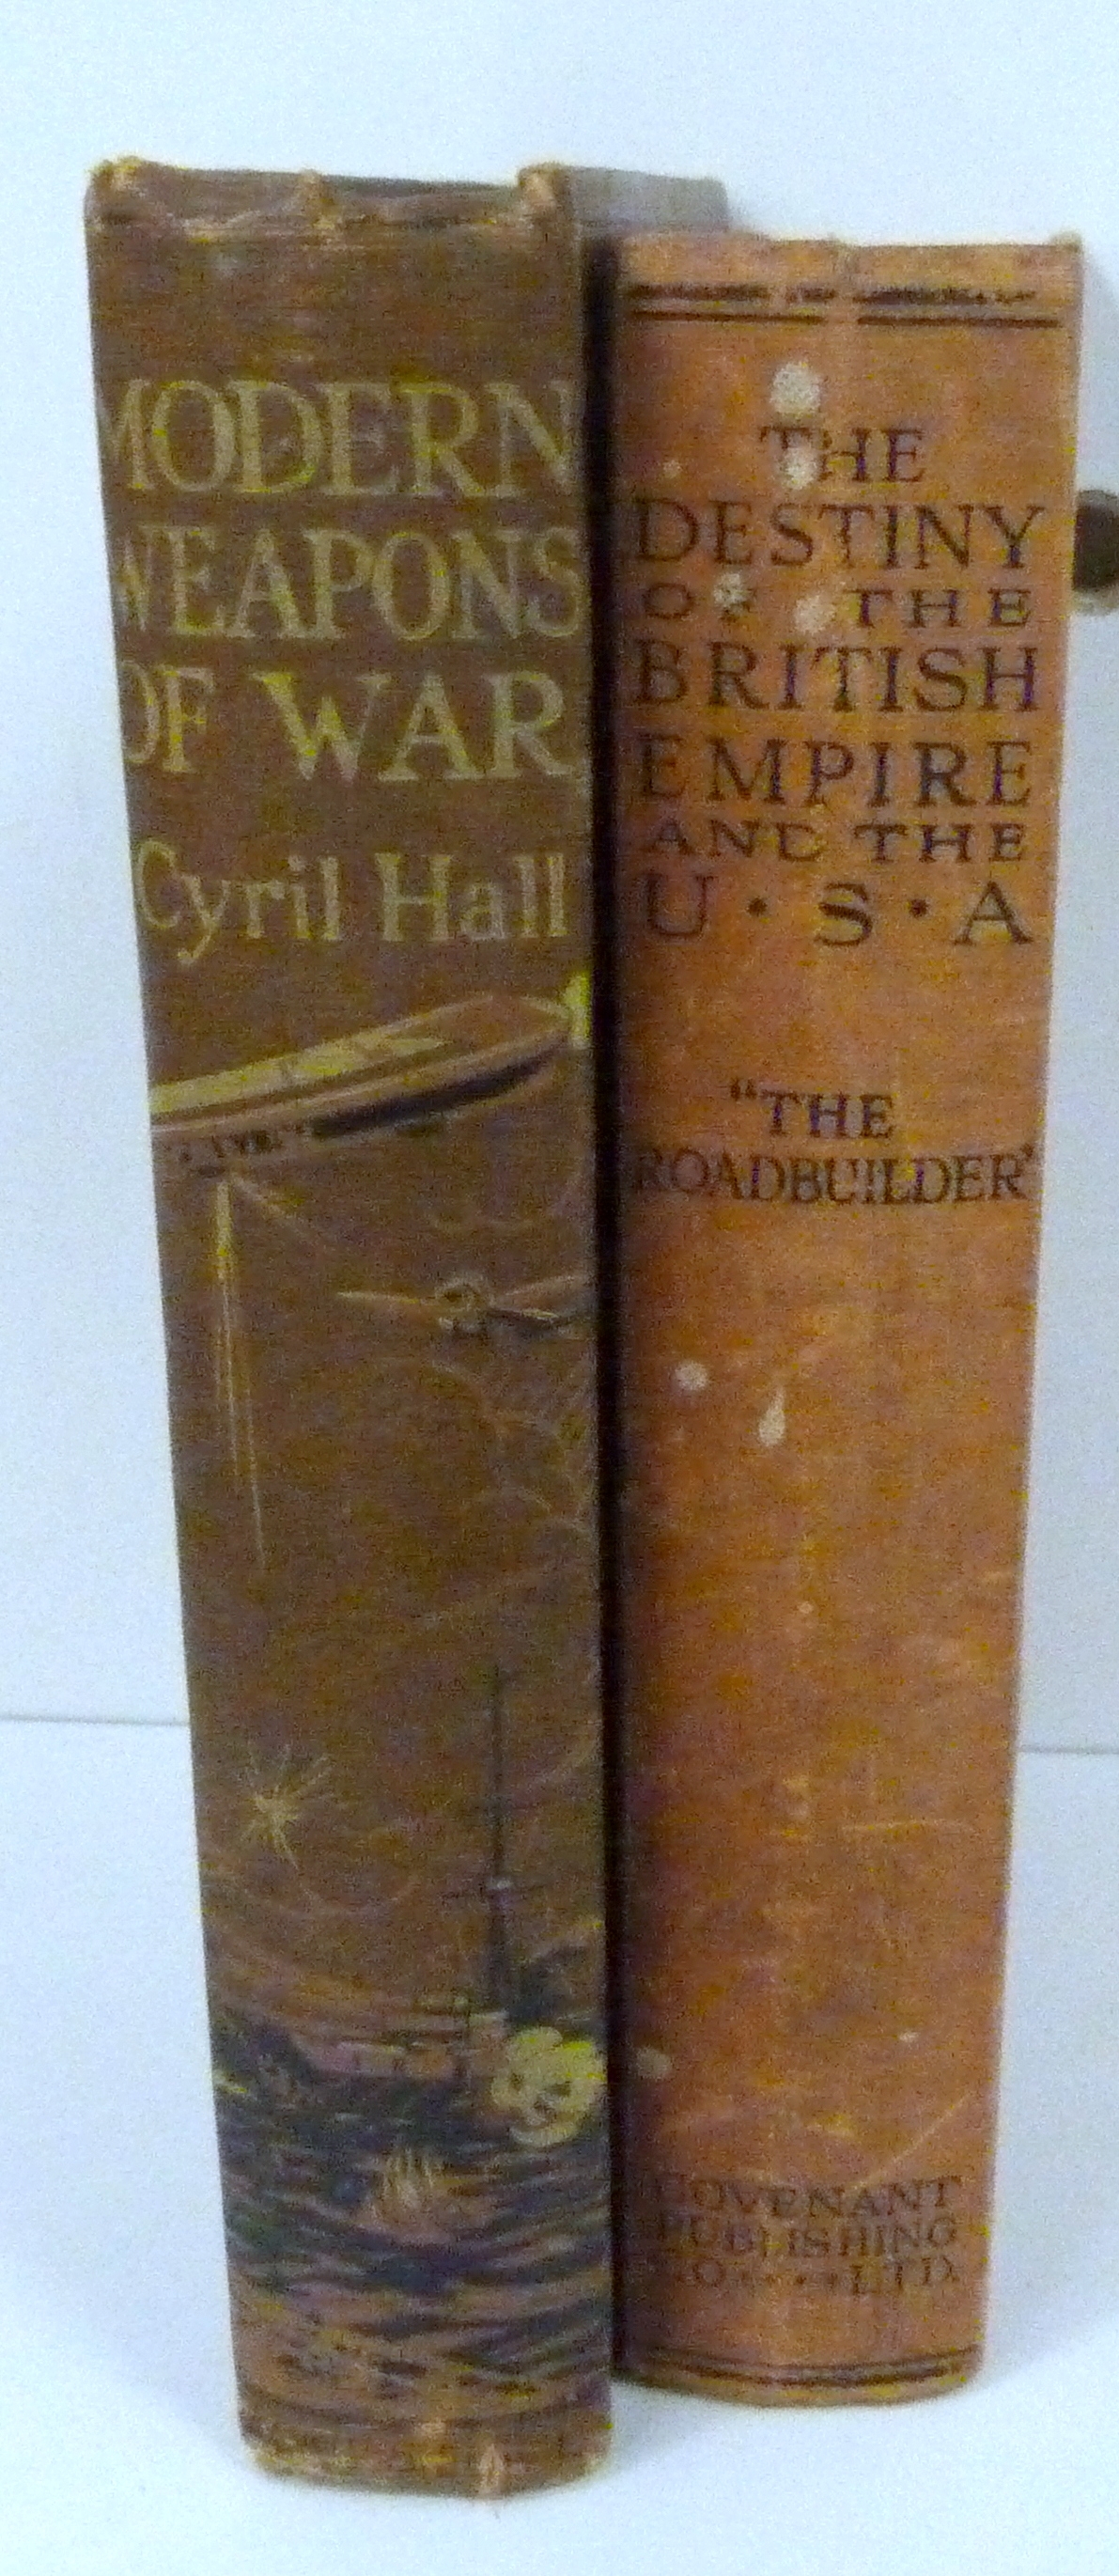 MODERN
WEAPONS
OF WAR
Cyril Hall
THE
DESTINY
OF THE
BRITISH
EMPIRE
AND THE
U·S·A
"THE
ROADBUILDER"
COVENANT
PUBLISHING
CO··· LTD.